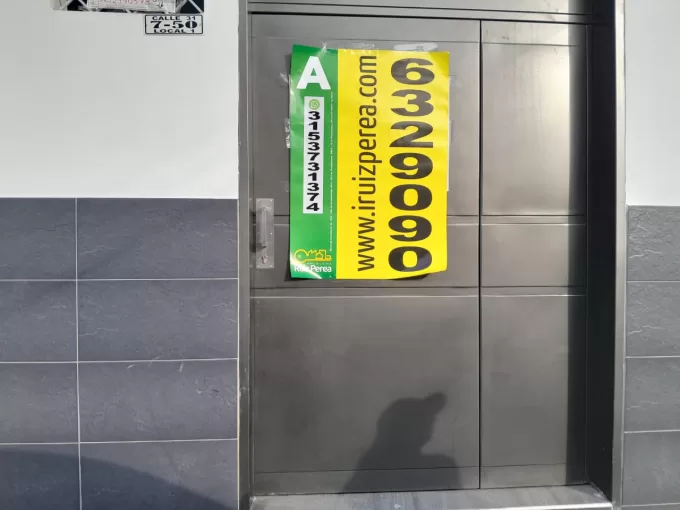 CALLE 31
7-50
LOCAL 1
A
3153731374
Ruiz Perea
www.iruizperea.com
6329090